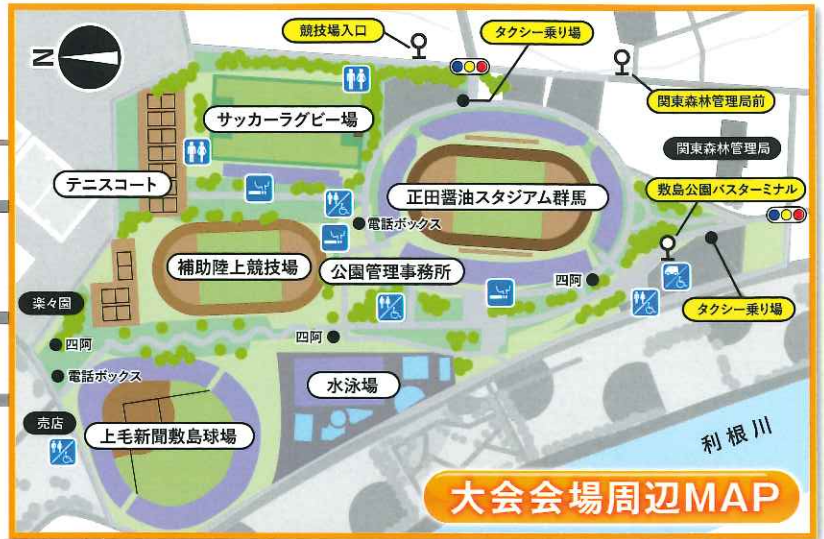 競技場入口
タクシー乗り場
N
関東森林管理局前
サッカーラグビー場
関東森林管理局
テニスコート
正田醤油スタジアム群馬
敷島公園バスターミナル
電話ボックス
補助陸上競技場
公園管理事務所
四阿
楽々園
タクシー乗り場
四阿
四阿
電話ボックス
水泳場
売店
上毛新聞敷島球場
利根川
大会会場周辺MAP